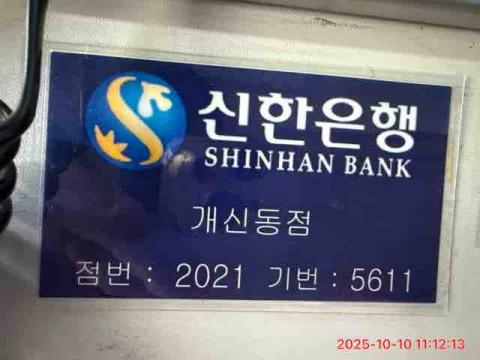 신한은행
SHINHAN BANK
개신동점
점번 : 2021 기번 : 5611
2025-10-10 11:12:13